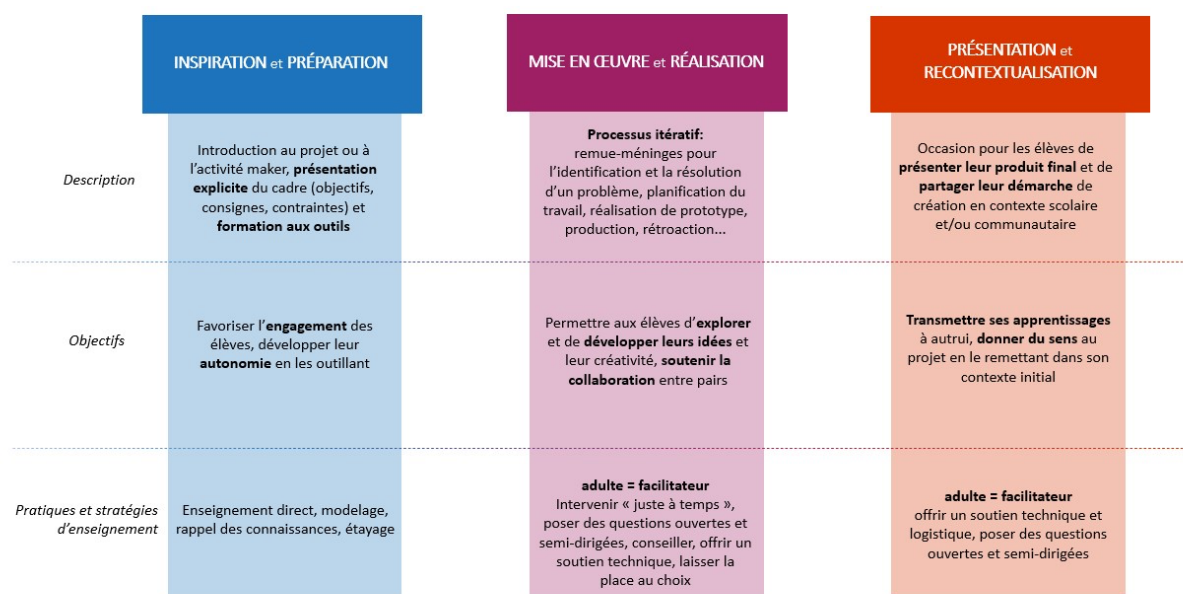 INSPIRATION et PRÉPARATION
MISE EN ŒUVRE et RÉALISATION
PRÉSENTATION et
RECONTEXTUALISATION
Description
Introduction au projet ou à
l’activité maker, présentation
explicite du cadre (objectifs,
consignes, contraintes) et
formation aux outils
Processus itératif:
remue-méninges pour
l’identification et la résolution
d’un problème, planification du
travail, réalisation de prototype,
production, rétroaction...
Occasion pour les élèves de
présenter leur produit final et de
partager leur démarche de
création en contexte scolaire
et/ou communautaire
Objectifs
Favoriser l’engagement des
élèves, développer leur
autonomie en les outillant
Permettre aux élèves d’explorer
et de développer leurs idées et
leur créativité, soutenir la
collaboration entre pairs
Transmettre ses apprentissages
à autrui, donner du sens au
projet en le remettant dans son
contexte initial
Pratiques et stratégies
d’enseignement
Enseignement direct, modelage,
rappel des connaissances, étayage
adulte = facilitateur
Intervenir « juste à temps »,
poser des questions ouvertes et
semi-dirigées, conseiller, offrir un
soutien technique, laisser la
place au choix
adulte = facilitateur
offrir un soutien technique et
logistique, poser des questions
ouvertes et semi-dirigées